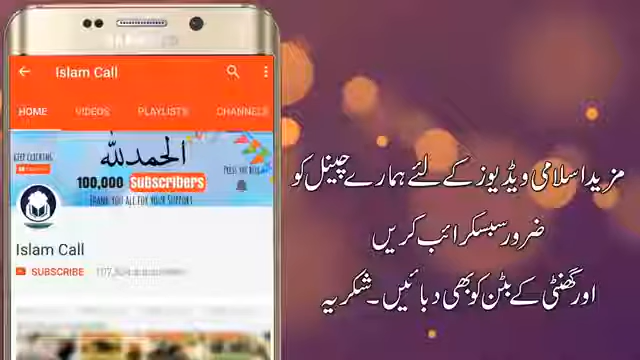 Islam Call
HOME VIDEOS PLAYLISTS CHANNELS
KEEP CLICKING
الحمدللہ
100,000 Subscribers
PRESS THE BELL
THANK YOU ALL FOR YOUR SUPPORT
Islam Call
SUBSCRIBE
مزید اسلامی ویڈیوز کے لئے ہمارے چینل کو
ضرور سبسکرائب کریں
اور گھنٹی کے بٹن کو بھی دبائیں۔ شکریہ